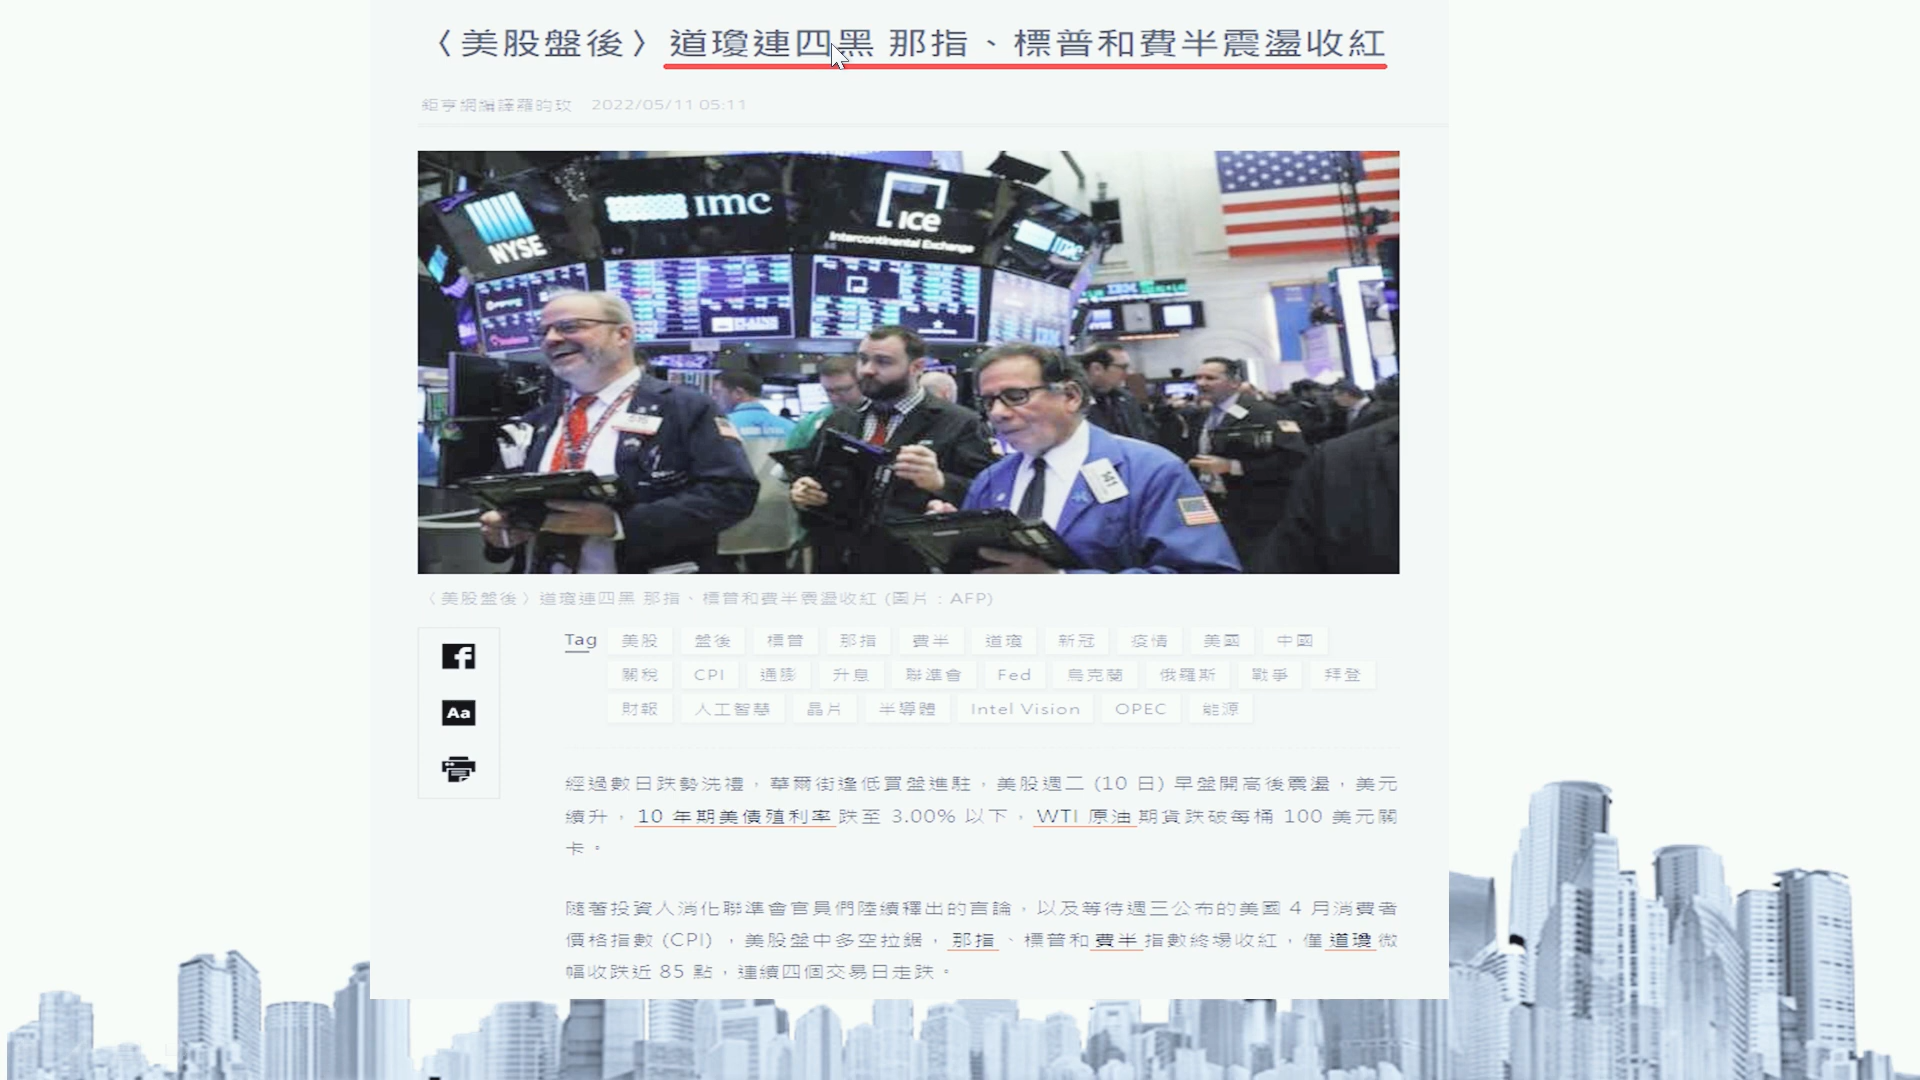 〈美股盤後〉道瓊連四黑 那指、標普和費半震盪收紅
鉅亨網編譯羅昀玫 2022/05/11 05:11
NYSE
IMC
ICE
Intercontinental Exchange
ICE
141
〈美股盤後〉道瓊連四黑 那指、標普和費半震盪收紅 (圖片：AFP)
Tag 美股 盤後 標普 那指 費半 道瓊 新冠 疫情 美國 中國
關稅 CPI 通膨 升息 聯準會 Fed 烏克蘭 俄羅斯 戰爭 拜登
財報 人工智慧 晶片 半導體 Intel Vision OPEC 能源
Aa
經過數日跌勢洗禮，華爾街逢低買盤進駐，美股週二 (10 日) 早盤開高後震盪，美元
續升，10 年期美債殖利率跌至 3.00% 以下，WTI 原油期貨跌破每桶 100 美元關
卡。
隨著投資人消化聯準會官員們陸續釋出的言論，以及等待週三公布的美國 4 月消費者
價格指數 (CPI) ，美股盤中多空拉鋸，那指、標普和費半指數終場收紅，僅道瓊微
幅收跌近 85 點，連續四個交易日走跌。